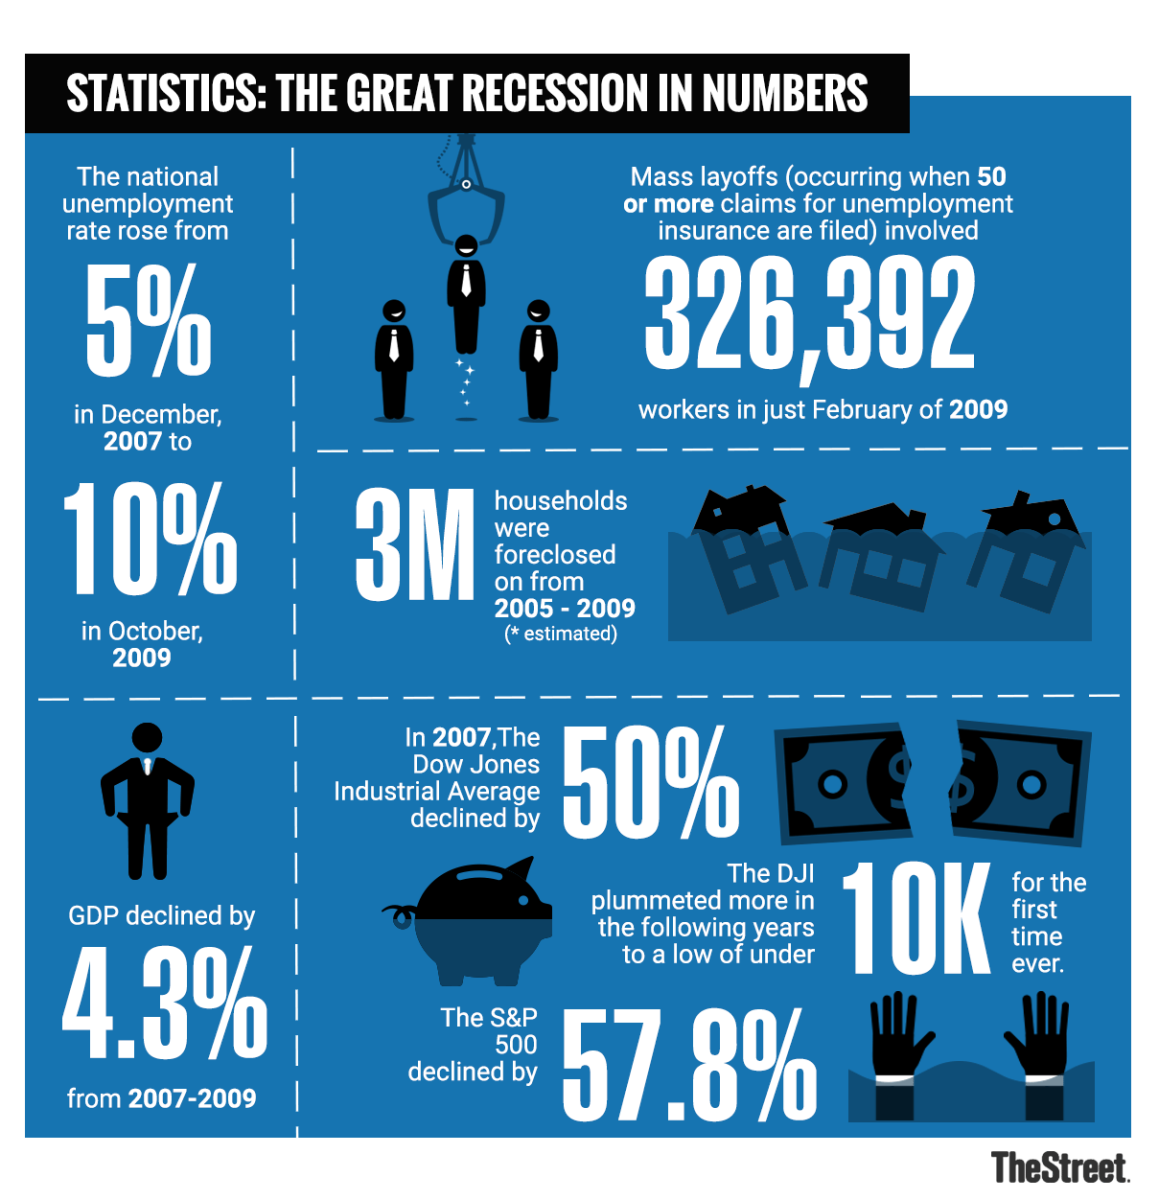 STATISTICS: THE GREAT RECESSION IN NUMBERS
The national
unemployment
rate rose from
5%
in December,
2007 to
10%
in October,
2009
Mass layoffs (occurring when 50
or more claims for unemployment
insurance are filed) involved
326,392
workers in just February of 2009
3M
households
were
foreclosed
on from
2005 - 2009
(* estimated)
GDP declined by
4.3%
from 2007-2009
In 2007,The
Dow Jones
Industrial Average
declined by
50%
$
$
The DJI
plummeted more in
the following years
to a low of under
10K
for the
first
time
ever.
The S&P
500
declined by
57.8%
TheStreet.